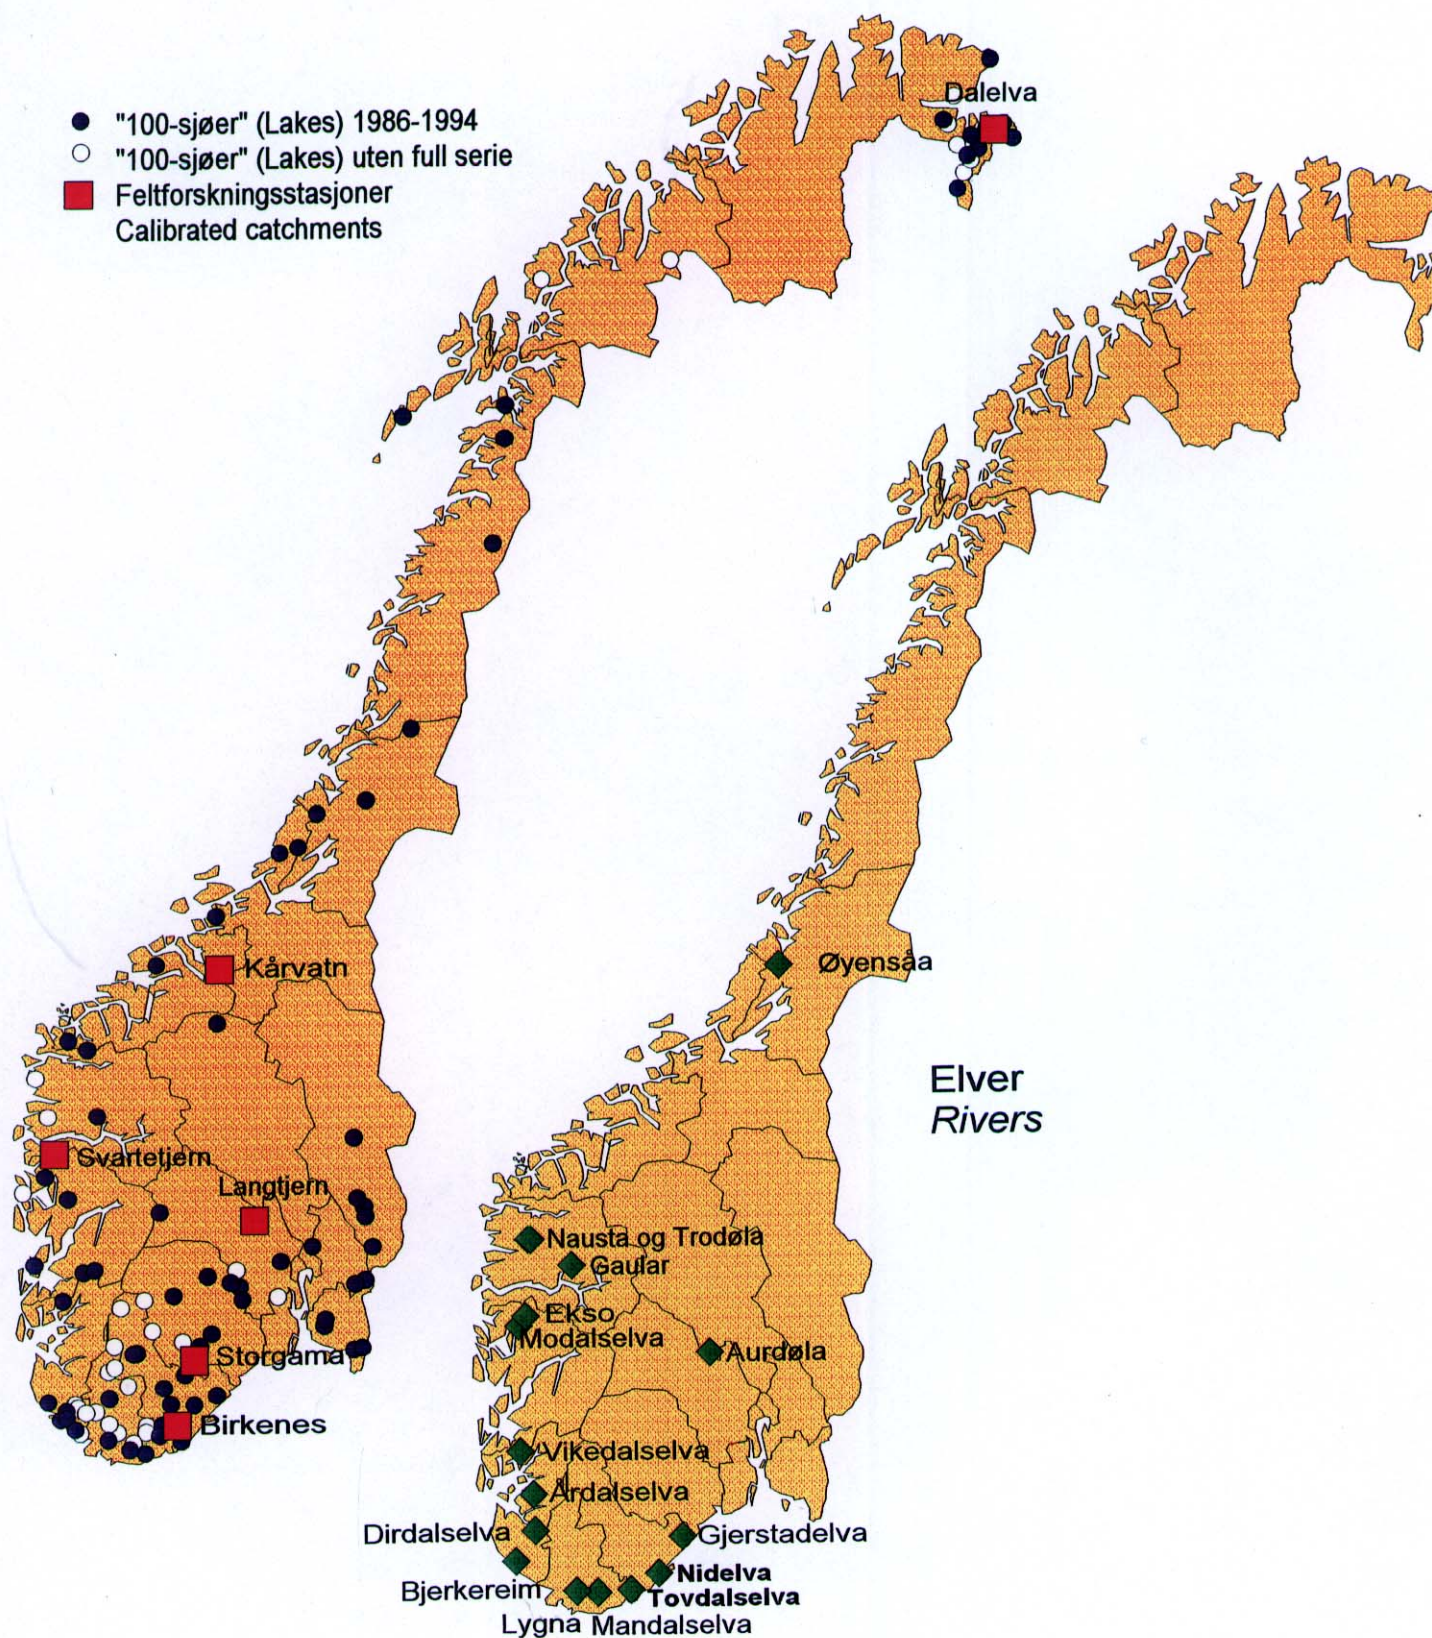 Dalelva
"100-sjøer" (Lakes) 1986-1994
"100-sjøer" (Lakes) uten full serie
Feltforskningsstasjoner
Calibrated catchments
Kårvatn
Svartetjern
Langtjern
Storgama
Birkenes
Øyensåa
Elver
Rivers
Nausta og Trodøla
Gaular
Ekso
Modalselva
Aurdøla
Vikedalselva
Årdalselva
Dirdalselva
Gjerstadelva
Nidelva
Bjerkereim
Tovdalselva
Lygna Mandalselva